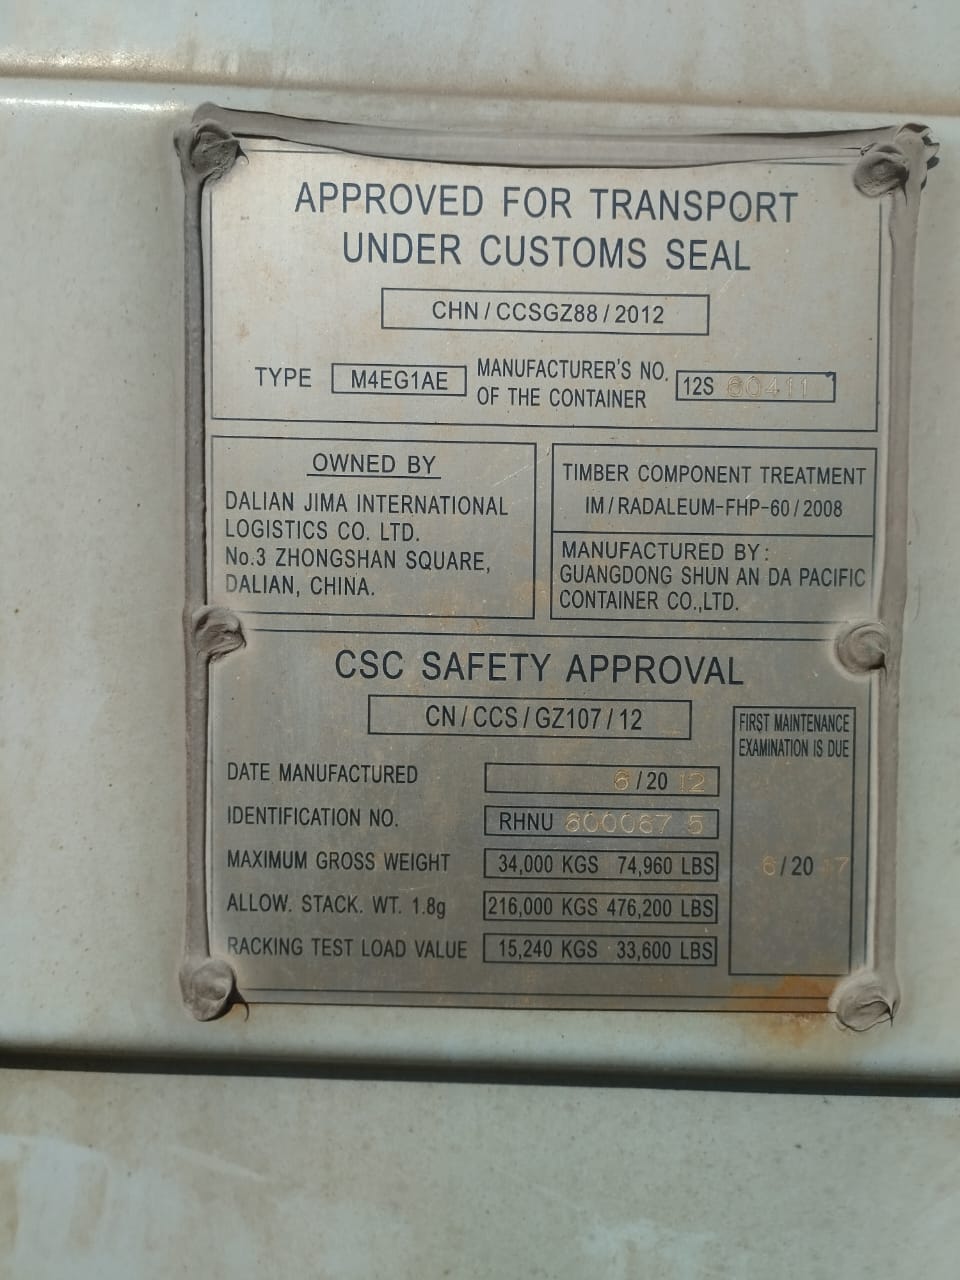 APPROVED FOR TRANSPORT
UNDER CUSTOMS SEAL
CHN/CCSGZ88/2012
TYPE M4EG1AE MANUFACTURER'S NO. OF THE CONTAINER 12S 60411
OWNED BY
DALIAN JIMA INTERNATIONAL
LOGISTICS CO. LTD.
No.3 ZHONGSHAN SQUARE,
DALIAN, CHINA.
TIMBER COMPONENT TREATMENT
IM/RADALEUM-FHP-60/2008
MANUFACTURED BY:
GUANGDONG SHUN AN DA PACIFIC
CONTAINER CO.,LTD.
CSC SAFETY APPROVAL
CN/CCS/GZ107/12
DATE MANUFACTURED 6/20 12
IDENTIFICATION NO. RHNU 600067 5
MAXIMUM GROSS WEIGHT 34,000 KGS 74,960 LBS
ALLOW. STACK. WT. 1.8g 216,000 KGS 476,200 LBS
RACKING TEST LOAD VALUE 15,240 KGS 33,600 LBS
FIRST MAINTENANCE
EXAMINATION IS DUE
6/20 17